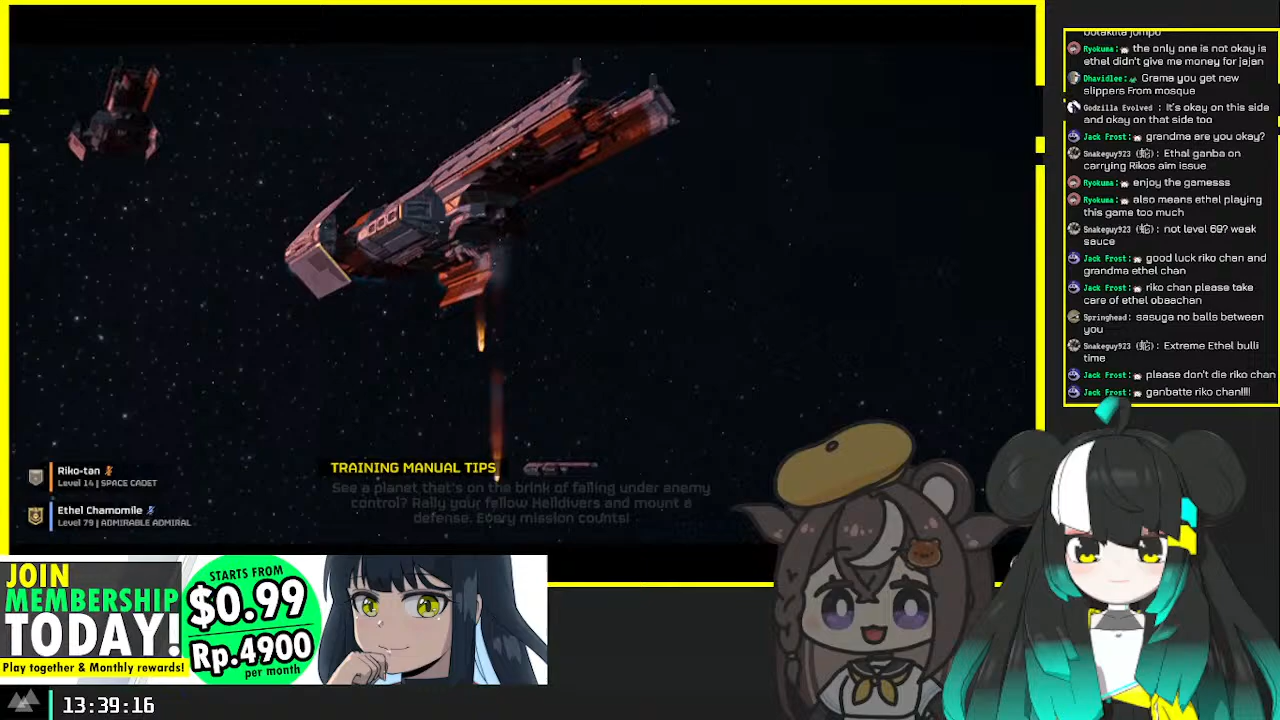 Ryokuma: the only one is not okay is
ethel didn't give me money for jajan
Dhavidlee: Grama you get new
slippers From mosque
Godzilla Evolved : It's okay on this side
and okay on that side too
Jack Frost: grandma are you okay?
Snakeguy923 (蛇): Ethal ganba on
carrying Rikos aim issue
Ryokuma: enjoy the gamesss
Ryokuma: also means ethel playing
this game too much
Snakeguy923 (蛇): not level 69? weak
sauce
Jack Frost: good luck riko chan and
grandma ethel chan
Jack Frost: riko chan please take
care of ethel obaachan
Springhead: sasuga no balls between
you
Snakeguy923 (蛇): Extreme Ethel bulli
time
Jack Frost: please don't die riko chan
Jack Frost: ganbatte riko chan!!!!
Riko-tan
Level 14 | SPACE CADET
Ethel Chamomile
Level 79 | ADMIRABLE ADMIRAL
TRAINING MANUAL TIPS
See a planet that's on the brink of falling under enemy
control? Rally your fellow Helldivers and mount a
defense. Every mission counts!
JOIN
MEMBERSHIP
TODAY!
Play together & Monthly rewards!
STARTS FROM
$0.99
Rp.4900
per month
13:39:16